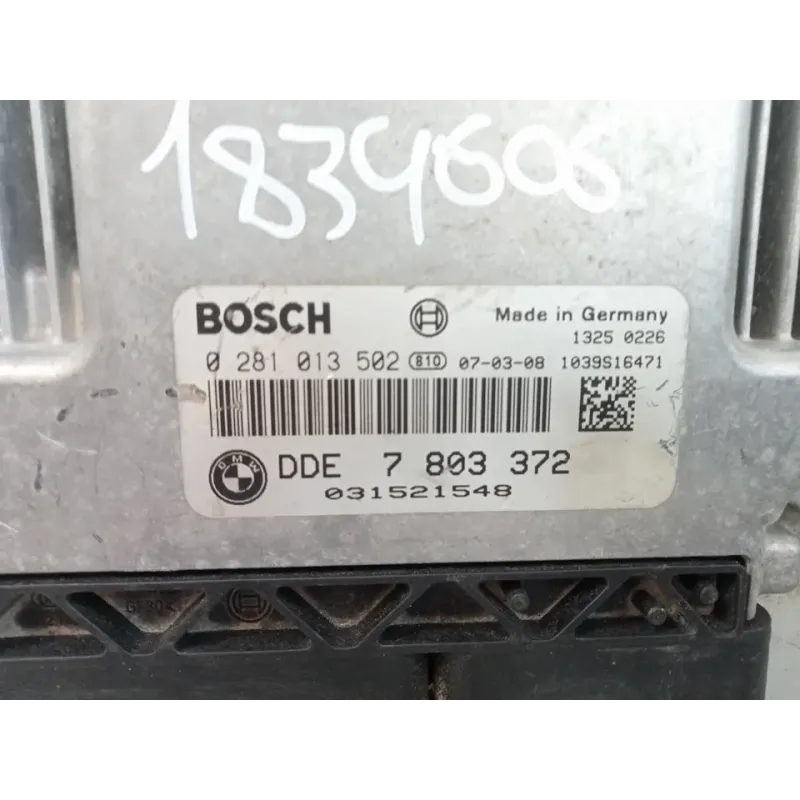 1834606
BOSCH Made in Germany
1325 0226
0 281 013 502 810 07-03-08 1039S16471
BMW DDE 7 803 372
031521548